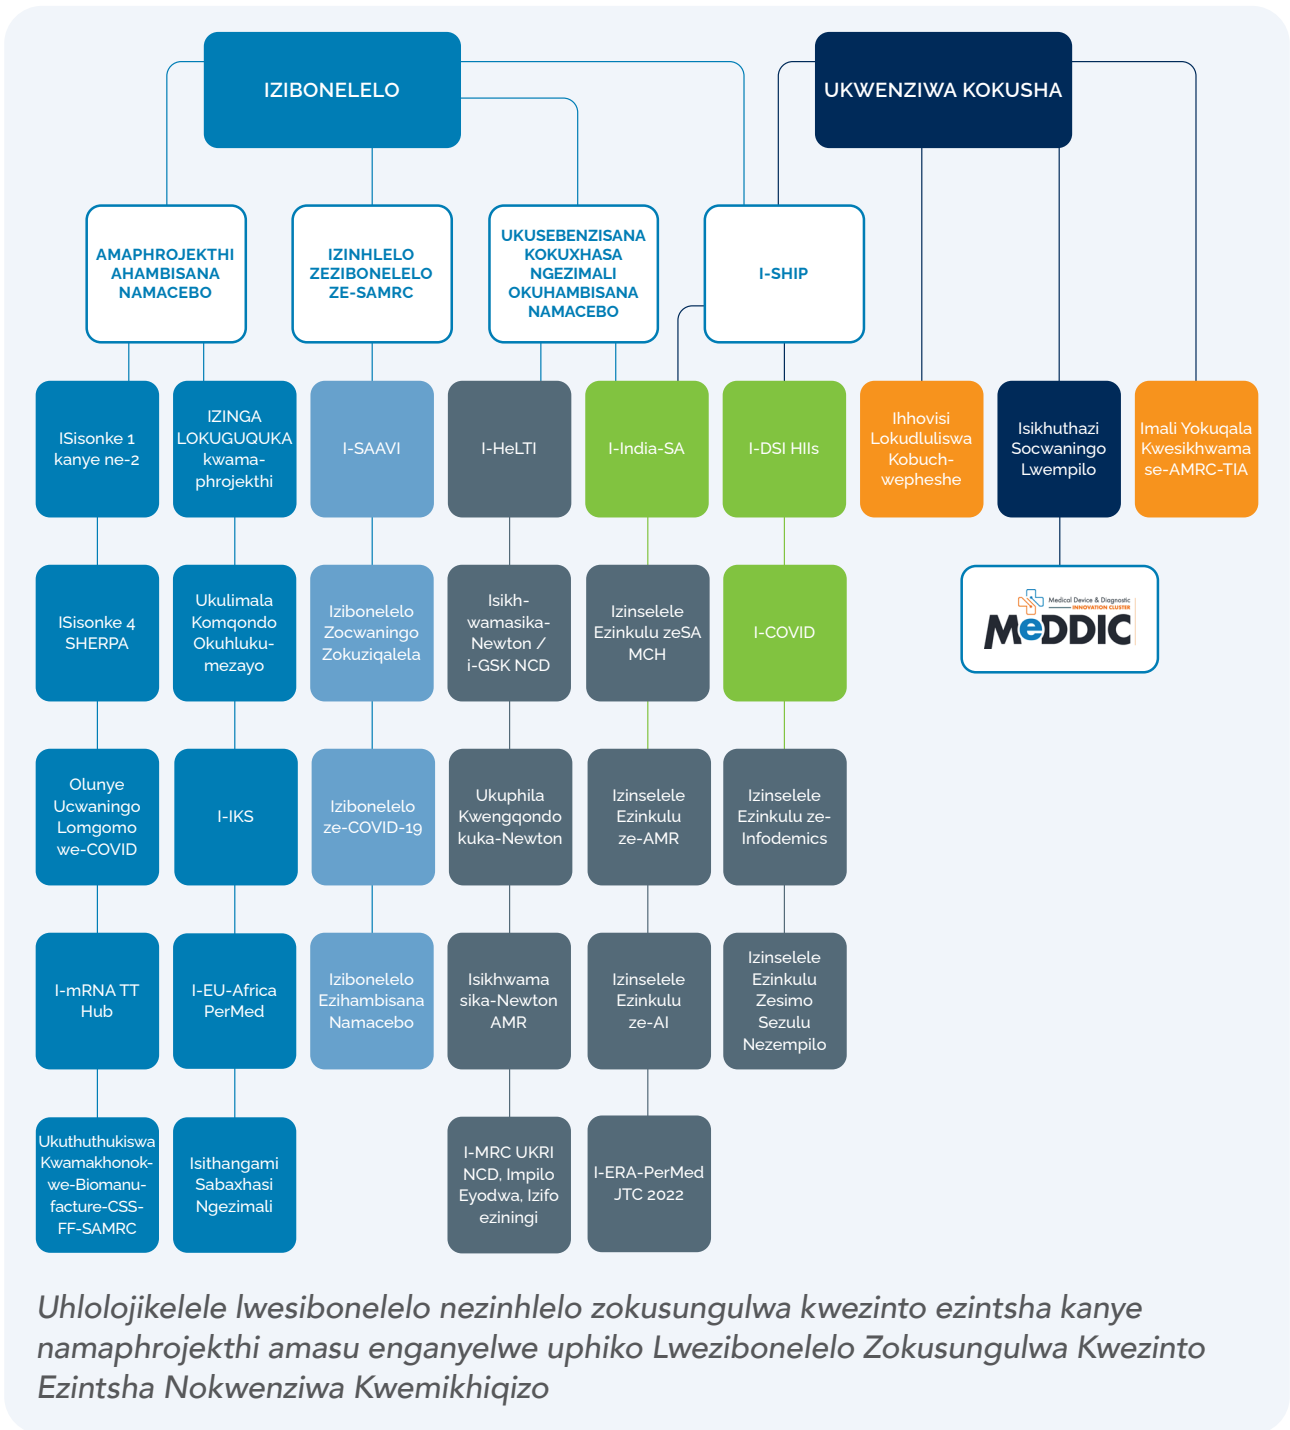 IZIBONELELO
UKWENZIWA KOKUSHA
AMAPHROJEKTHI
AHAMBISANA
NAMACEBO
IZINHLELO
ZEZIBONELELO
ZE-SAMRC
UKUSEBENZISANA
KOKUXHASA
NGEZIMALI
OKUHAMBISANA
NAMACEBO
I-SHIP
ISisonke 1
kanye ne-2
IZINGA
LOKUGUQUKA
kwama-
phrojekthi
I-SAAVI
I-HeLTI
I-India-SA
I-DSI HIIs
Ihhovisi
Lokudluliswa
Kobuch-
wepheshe
Isikhuthazi
Socwaningo
Lwempilo
Imali Yokuqala
Kwesikhwama
se-AMRC-TIA
ISisonke 4
SHERPA
Ukulimala
Komqondo
Okuhluku-
mezayo
Izibonelelo
Zocwaningo
Zokuziqalela
Isikh-
wamasika-
Newton /
i-GSK NCD
Izinselele
Ezinkulu zeSA
MCH
I-COVID
Medical Device & Diagnostic
INNOVATION CLUSTER
MeDDIC
Olunye
Ucwaningo
Lomgomo
we-COVID
I-IKS
Izibonelelo
ze-COVID-19
Ukuphila
Kwengqondo
kuka-Newton
Izinselele
Ezinkulu
ze-AMR
Izinselele
Ezinkulu ze-
Infodemics
I-mRNA TT
Hub
I-EU-Africa
PerMed
Izibonelelo
Ezihambisana
Namacebo
Isikhwama
sika-Newton
AMR
Izinselele
Ezinkulu
ze-AI
Izinselele
Ezinkulu
Zesimo
Sezulu
Nezempilo
Ukuthuthukiswa
Kwamakhonok-
we-Biomanu-
facture-CSS-
FF-SAMRC
Isithangami
Sabaxhasi
Ngezimali
I-MRC UKRI
NCD, Impilo
Eyodwa, Izifo
eziningi
I-ERA-PerMed
JTC 2022
Uhlolojikelele lwesibonelelo nezinhlelo zokusungulwa kwezinto ezintsha kanye
namaphrojekthi amasu enganyelwe uphiko Lwezibonelelo Zokusungulwa Kwezinto
Ezintsha Nokwenziwa Kwemikhiqizo